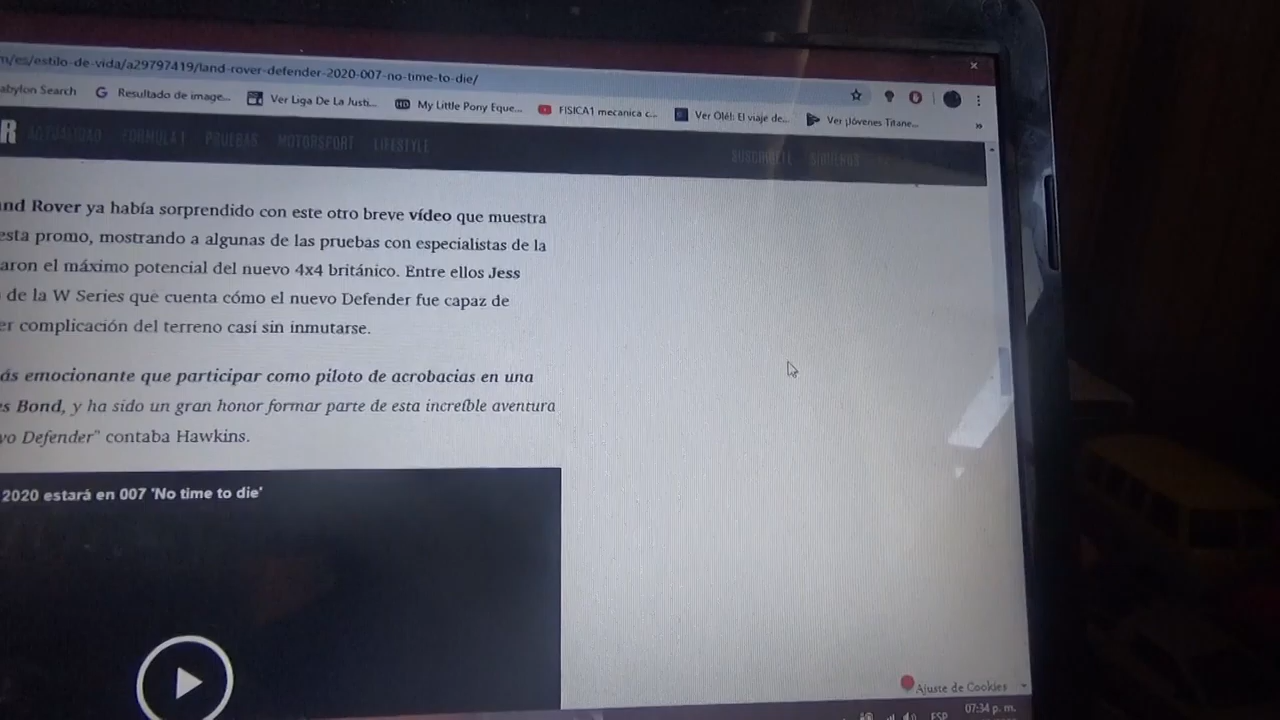 m/es/estilo-de-vida/a29797419/land-rover-defender-2020-007-no-time-to-die/
abylon Search Resultado de image... Ver Liga De La Justi... My Little Pony Eque... FISICA1 mecanica c... Ver Olé!: El viaje de... Ver ¡Jóvenes Titane...
R ACTUALIDAD FORMULA 1 PRUEBAS MOTORSPORT LIFESTYLE SUSCRÍBETE SÍGUENOS
nd Rover ya había sorprendido con este otro breve vídeo que muestra
esta promo, mostrando a algunas de las pruebas con especialistas de la
aron el máximo potencial del nuevo 4x4 británico. Entre ellos Jess
de la W Series que cuenta cómo el nuevo Defender fue capaz de
er complicación del terreno casi sin inmutarse.
ás emocionante que participar como piloto de acrobacias en una
es Bond, y ha sido un gran honor formar parte de esta increíble aventura
vo Defender" contaba Hawkins.
2020 estará en 007 'No time to die'
Ajuste de Cookies
ESP 07:34 p. m.